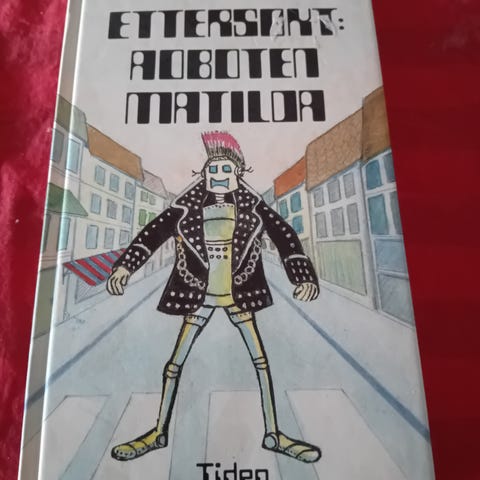 ETTERSØKT:
ROBOTEN
MATILDA
Tiden